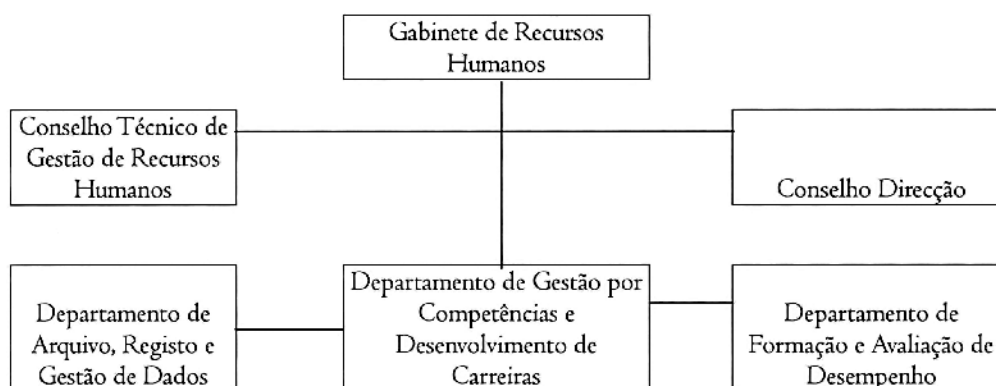 Gabinete de Recursos
Humanos
Conselho Técnico de
Gestão de Recursos
Humanos
Conselho Direcção
Departamento de
Arquivo, Registo e
Gestão de Dados
Departamento de Gestão por
Competências e
Desenvolvimento de
Carreiras
Departamento de
Formação e Avaliação de
Desempenho